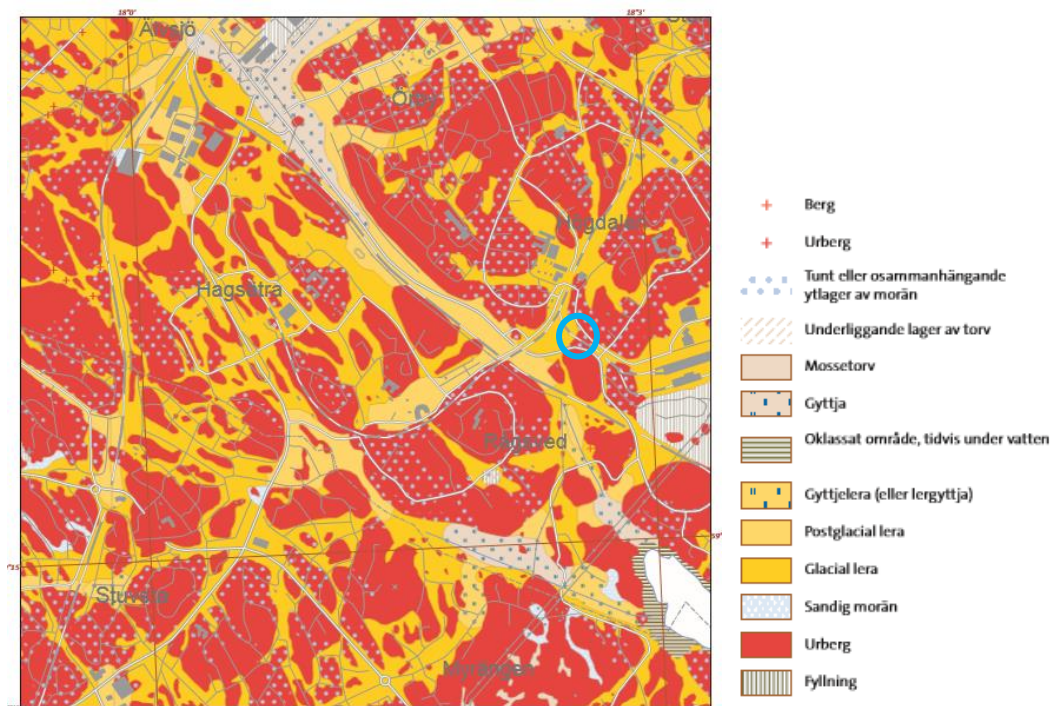 18°0'
18°3'
Älvsjö
Örby
Högdalen
Hagsätra
Rågsved
59°
°15
Stuvsta
Myrängen
Berg
Urberg
Tunt eller osammanhängande
ytlager av morän
Underliggande lager av torv
Mossetorv
Gyttja
Oklassat område, tidvis under vatten
Gyttjelera (eller lergyttja)
Postglacial lera
Glacial lera
Sandig morän
Urberg
Fyllning